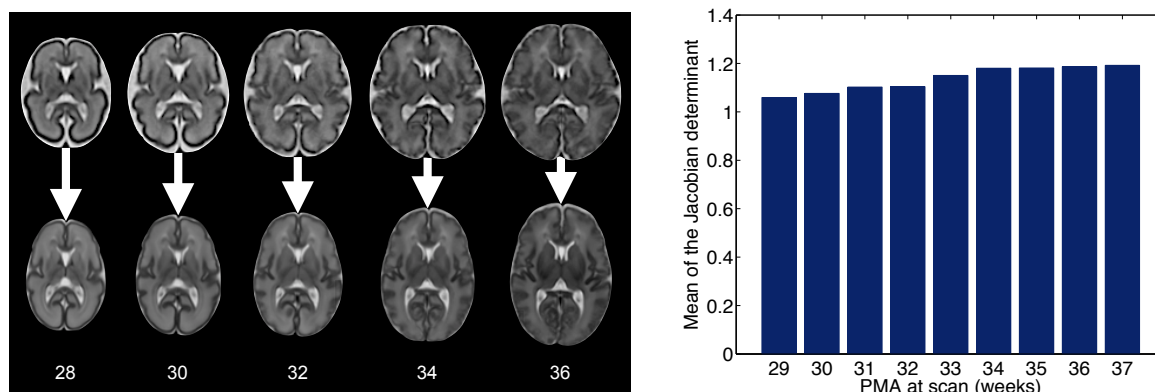 28 30 32 34 36
Mean of the Jacobian determinant
1.4
1.2
1
0.8
0.6
0.4
0.2
0
29 30 31 32 33 34 35 36 37
PMA at scan (weeks)